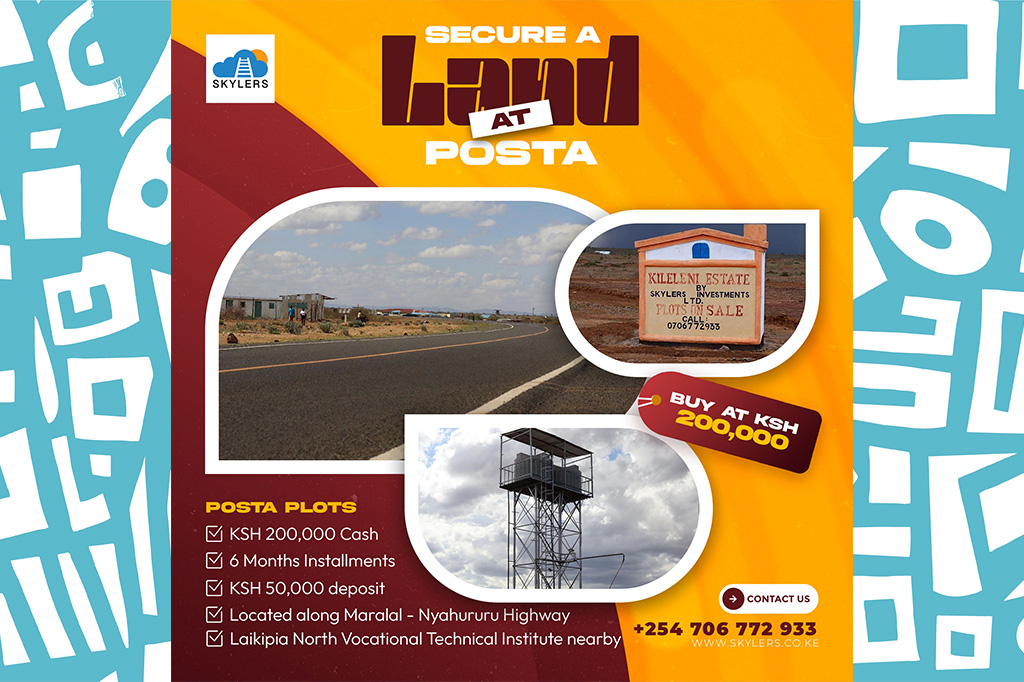 SKYLERS
SECURE A
Land
AT
POSTA
KILELENI ESTATE
BY
SKYLERS INVESTMENTS
LTD.
PLOTS ON SALE
CALL:
0706772933
BUY AT KSH
200,000
POSTA PLOTS
KSH 200,000 Cash
6 Months Installments
KSH 50,000 deposit
Located along Maralal - Nyahururu Highway
Laikipia North Vocational Technical Institute nearby
CONTACT US
+254 706 772 933
WWW.SKYLERS.CO.KE